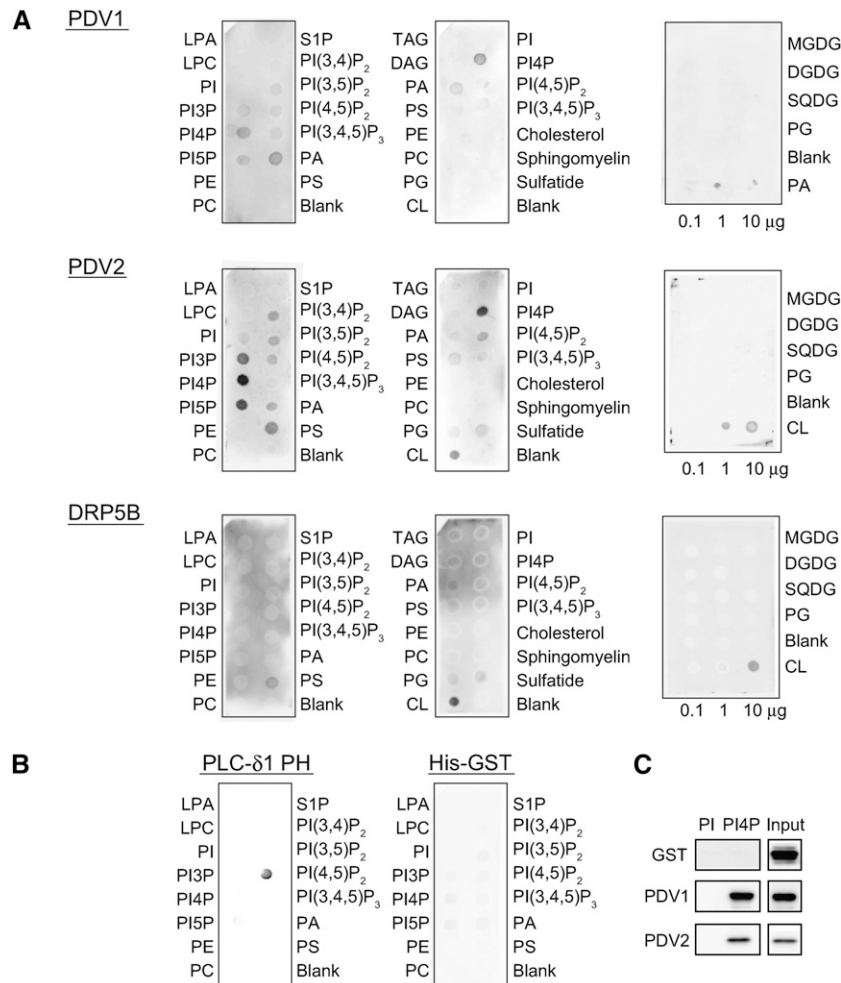 A
PDV1
LPA S1P
LPC PI(3,4)P2
PI PI(3,5)P2
PI3P PI(4,5)P2
PI4P PI(3,4,5)P3
PI5P PA
PE PS
PC Blank
TAG PI
DAG PI4P
PA PI(4,5)P2
PS PI(3,4,5)P3
PE Cholesterol
PC Sphingomyelin
PG Sulfatide
CL Blank
MGDG
DGDG
SQDG
PG
Blank
PA
0.1 1 10 μg
PDV2
LPA S1P
LPC PI(3,4)P2
PI PI(3,5)P2
PI3P PI(4,5)P2
PI4P PI(3,4,5)P3
PI5P PA
PE PS
PC Blank
TAG PI
DAG PI4P
PA PI(4,5)P2
PS PI(3,4,5)P3
PE Cholesterol
PC Sphingomyelin
PG Sulfatide
CL Blank
MGDG
DGDG
SQDG
PG
Blank
CL
0.1 1 10 μg
DRP5B
LPA S1P
LPC PI(3,4)P2
PI PI(3,5)P2
PI3P PI(4,5)P2
PI4P PI(3,4,5)P3
PI5P PA
PE PS
PC Blank
TAG PI
DAG PI4P
PA PI(4,5)P2
PS PI(3,4,5)P3
PE Cholesterol
PC Sphingomyelin
PG Sulfatide
CL Blank
MGDG
DGDG
SQDG
PG
Blank
CL
0.1 1 10 μg
B
PLC-δ1 PH
LPA S1P
LPC PI(3,4)P2
PI PI(3,5)P2
PI3P PI(4,5)P2
PI4P PI(3,4,5)P3
PI5P PA
PE PS
PC Blank
His-GST
LPA S1P
LPC PI(3,4)P2
PI PI(3,5)P2
PI3P PI(4,5)P2
PI4P PI(3,4,5)P3
PI5P PA
PE PS
PC Blank
C
PI PI4P Input
GST
PDV1
PDV2